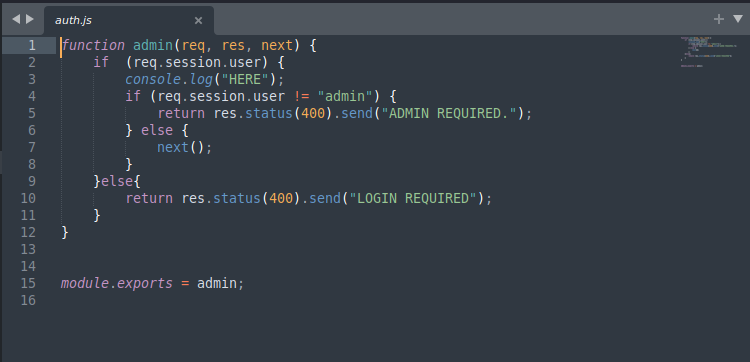 auth.js
1 function admin(req, res, next) {
2 if (req.session.user) {
3 console.log("HERE");
4 if (req.session.user != "admin") {
5 return res.status(400).send("ADMIN REQUIRED.");
6 } else {
7 next();
8 }
9 }else{
10 return res.status(400).send("LOGIN REQUIRED");
11 }
12 }
13
14
15 module.exports = admin;
16